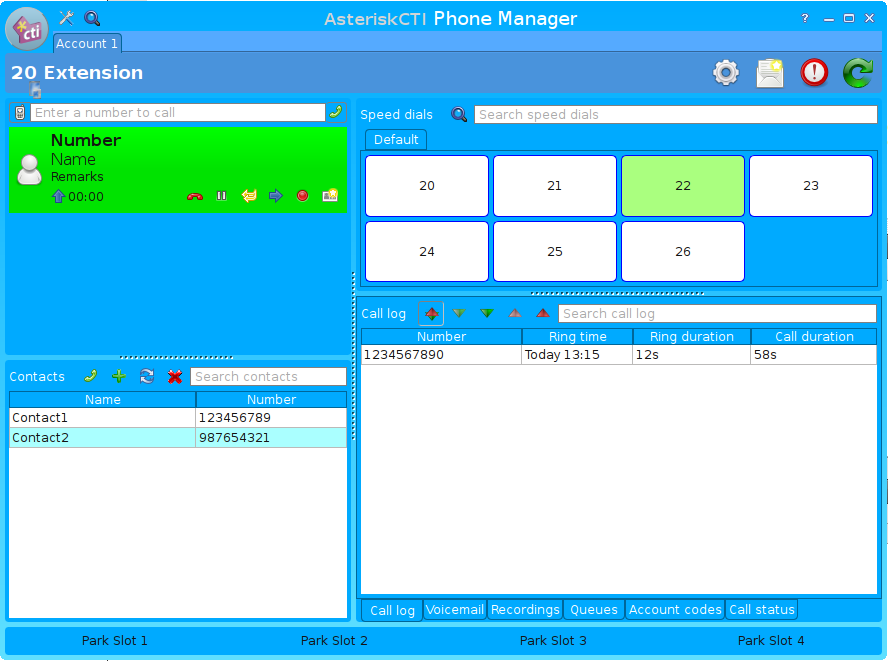 AsteriskCTI Phone Manager
?
cti
Account 1
20 Extension
Enter a number to call
Number
Name
Remarks
00:00
Speed dials
Search speed dials
Default
20
21
22
23
24
25
26
Contacts
Search contacts
Name Number
Contact1 123456789
Contact2 987654321
Call log
Search call log
Number Ring time Ring duration Call duration
1234567890 Today 13:15 12s 58s
Call log Voicemail Recordings Queues Account codes Call status
Park Slot 1 Park Slot 2 Park Slot 3 Park Slot 4